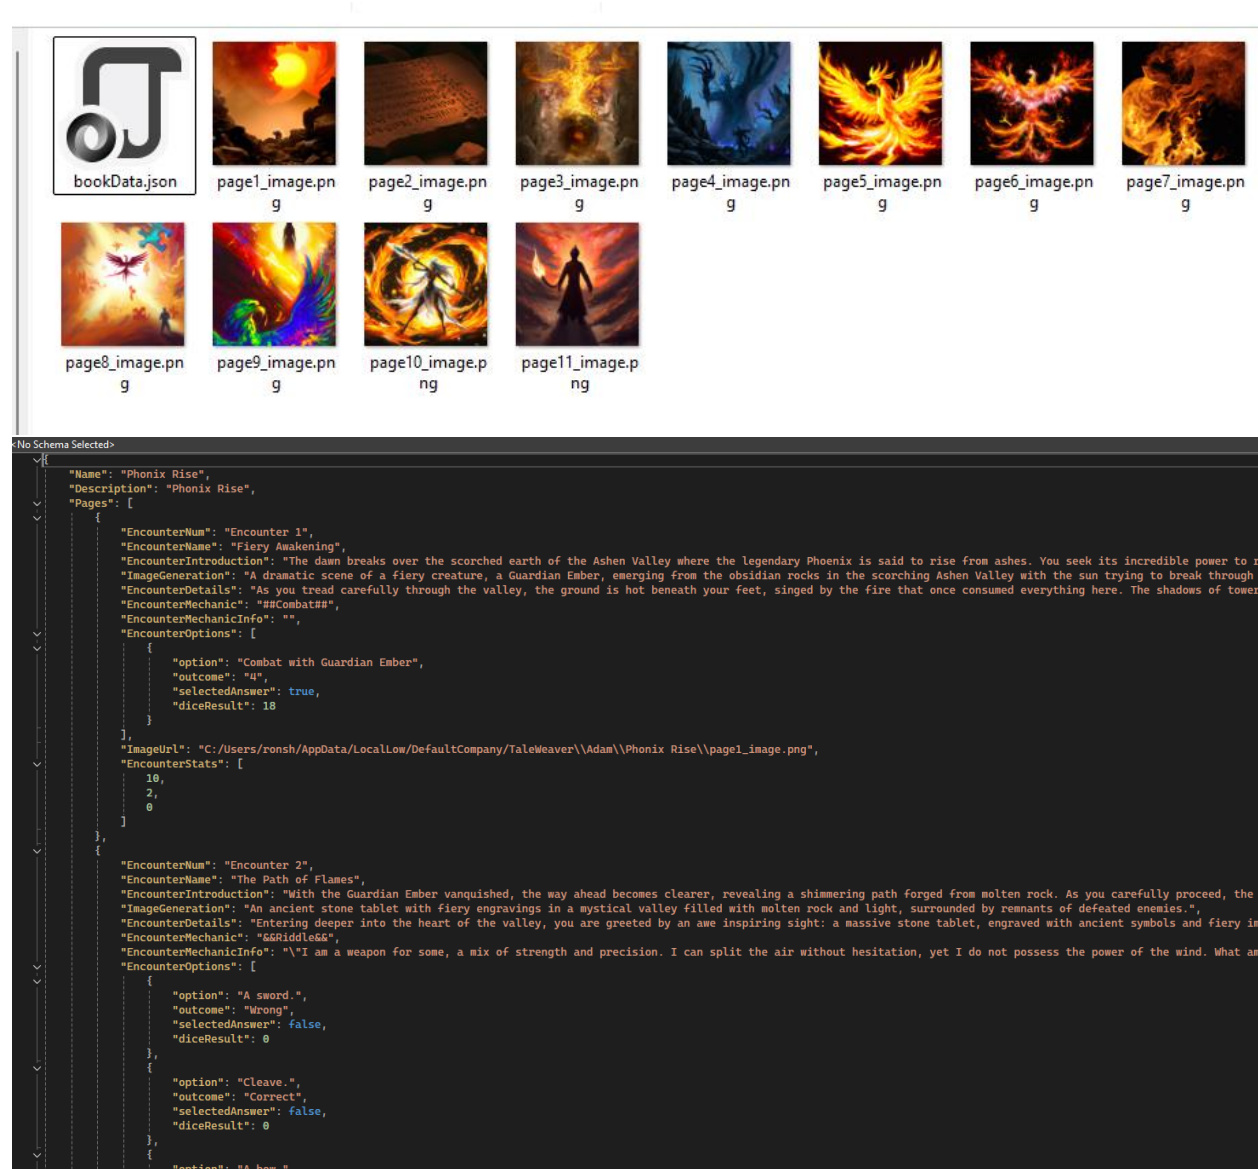 bookData.json
page1_image.pn
g
page2_image.pn
g
page3_image.pn
g
page4_image.pn
g
page5_image.pn
g
page6_image.pn
g
page7_image.pn
g
page8_image.pn
g
page9_image.pn
g
page10_image.p
ng
page11_image.p
ng
<No Schema Selected>
{
"Name": "Phonix Rise",
"Description": "Phonix Rise",
"Pages": [
{
"EncounterNum": "Encounter 1",
"EncounterName": "Fiery Awakening",
"EncounterIntroduction": "The dawn breaks over the scorched earth of the Ashen Valley where the legendary Phoenix is said to rise from ashes. You seek its incredible power to
"ImageGeneration": "A dramatic scene of a fiery creature, a Guardian Ember, emerging from the obsidian rocks in the scorching Ashen Valley with the sun trying to break through
"EncounterDetails": "As you tread carefully through the valley, the ground is hot beneath your feet, singed by the fire that once consumed everything here. The shadows of tower
"EncounterMechanic": "##Combat##",
"EncounterMechanicInfo": "",
"EncounterOptions": [
{
"option": "Combat with Guardian Ember",
"outcome": "4",
"selectedAnswer": true,
"diceResult": 18
}
],
"ImageUrl": "C:/Users/ronsh/AppData/LocalLow/DefaultCompany/TaleWeaver\\Adam\\Phonix Rise\\page1_image.png",
"EncounterStats": [
10,
2,
0
]
},
{
"EncounterNum": "Encounter 2",
"EncounterName": "The Path of Flames",
"EncounterIntroduction": "With the Guardian Ember vanquished, the way ahead becomes clearer, revealing a shimmering path forged from molten rock. As you carefully proceed, the
"ImageGeneration": "An ancient stone tablet with fiery engravings in a mystical valley filled with molten rock and light, surrounded by remnants of defeated enemies.",
"EncounterDetails": "Entering deeper into the heart of the valley, you are greeted by an awe inspiring sight: a massive stone tablet, engraved with ancient symbols and fiery im
"EncounterMechanic": "&&Riddle&&",
"EncounterMechanicInfo": "\"I am a weapon for some, a mix of strength and precision. I can split the air without hesitation, yet I do not possess the power of the wind. What am
"EncounterOptions": [
{
"option": "A sword.",
"outcome": "Wrong",
"selectedAnswer": false,
"diceResult": 0
},
{
"option": "Cleave.",
"outcome": "Correct",
"selectedAnswer": false,
"diceResult": 0
},
{
"option": "A bow."